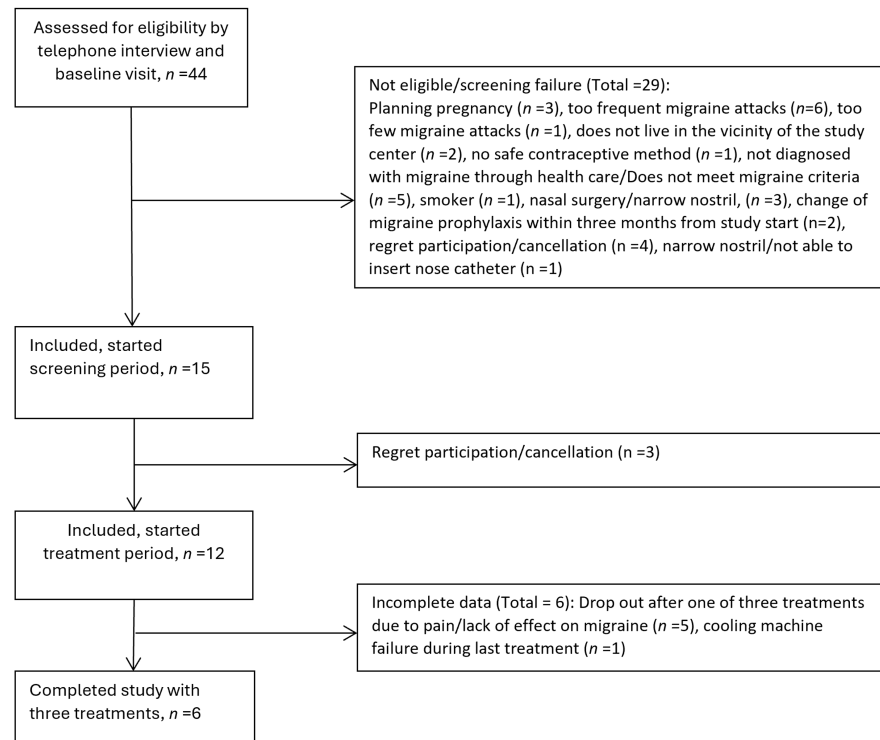 Assessed for eligibility by
telephone interview and
baseline visit, n =44
Not eligible/screening failure (Total =29):
Planning pregnancy (n =3), too frequent migraine attacks (n=6), too
few migraine attacks (n =1), does not live in the vicinity of the study
center (n =2), no safe contraceptive method (n =1), not diagnosed
with migraine through health care/Does not meet migraine criteria
(n =5), smoker (n =1), nasal surgery/narrow nostril, (n =3), change of
migraine prophylaxis within three months from study start (n=2),
regret participation/cancellation (n =4), narrow nostril/not able to
insert nose catheter (n =1)
Included, started
screening period, n =15
Regret participation/cancellation (n =3)
Included, started
treatment period, n =12
Incomplete data (Total = 6): Drop out after one of three treatments
due to pain/lack of effect on migraine (n =5), cooling machine
failure during last treatment (n =1)
Completed study with
three treatments, n =6